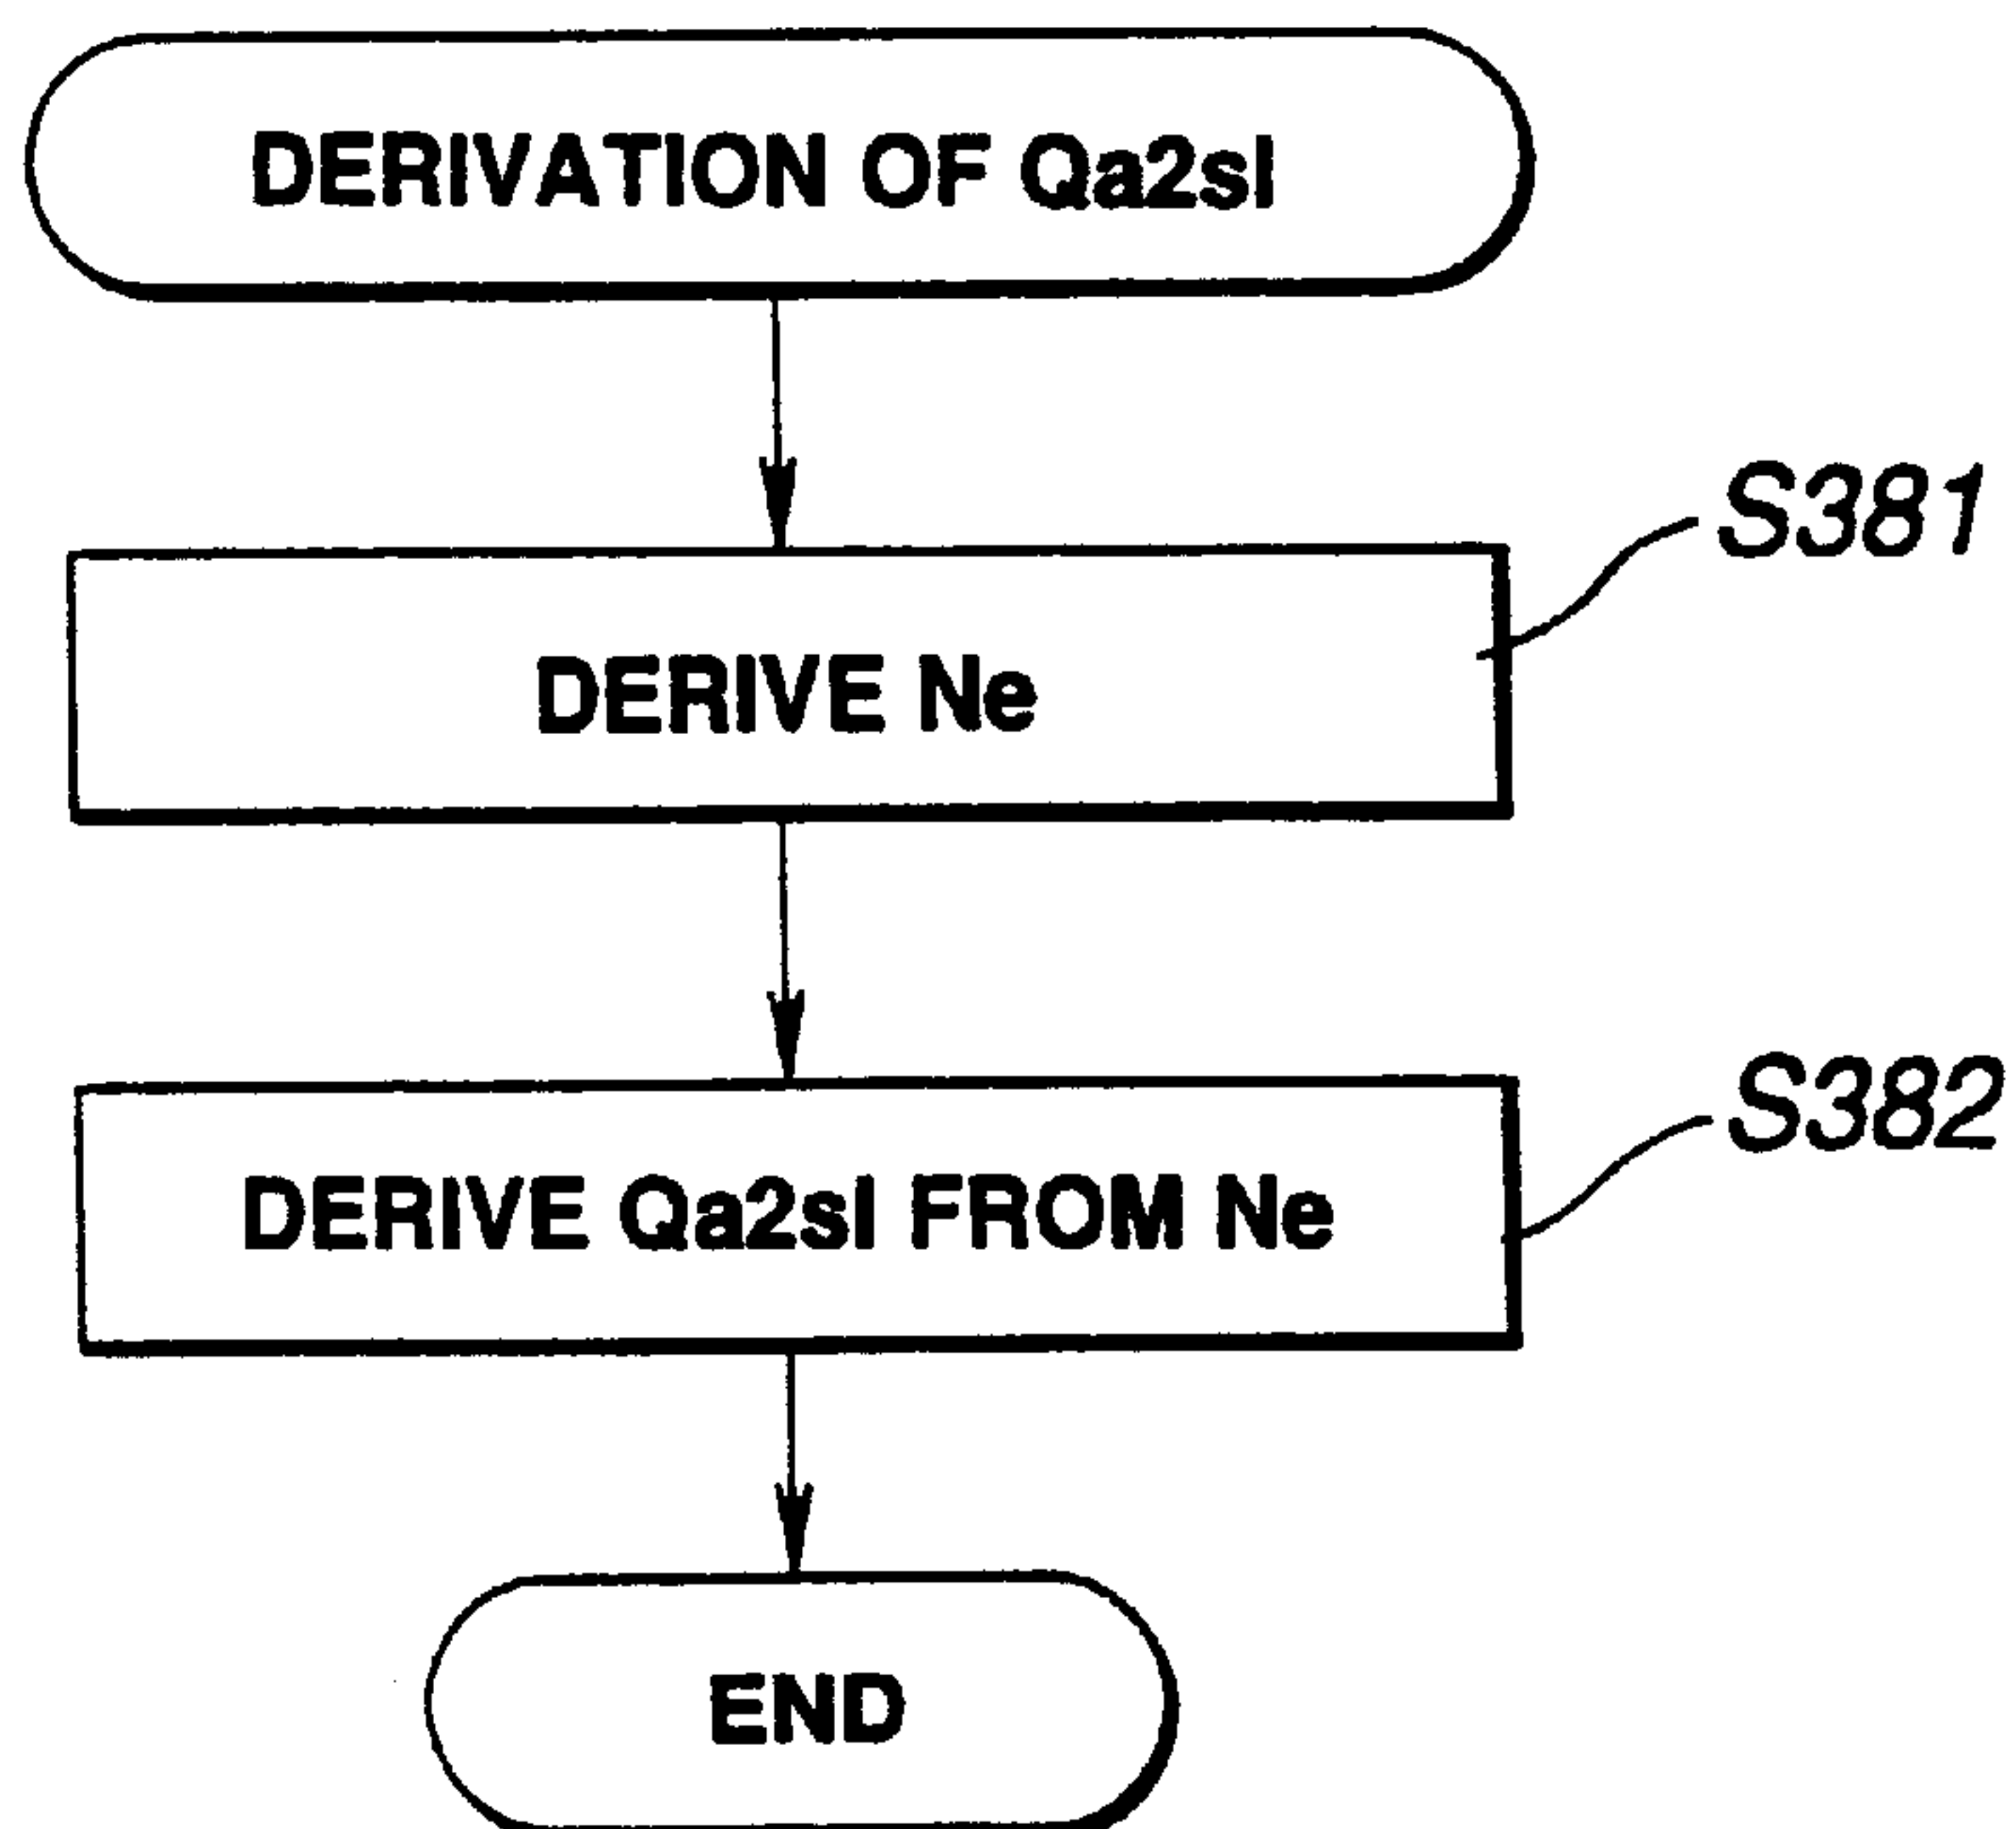 DERIVATION OF Qa2sl
S381
DERIVE Ne
S382
DERIVE Qa2sl FROM Ne
END